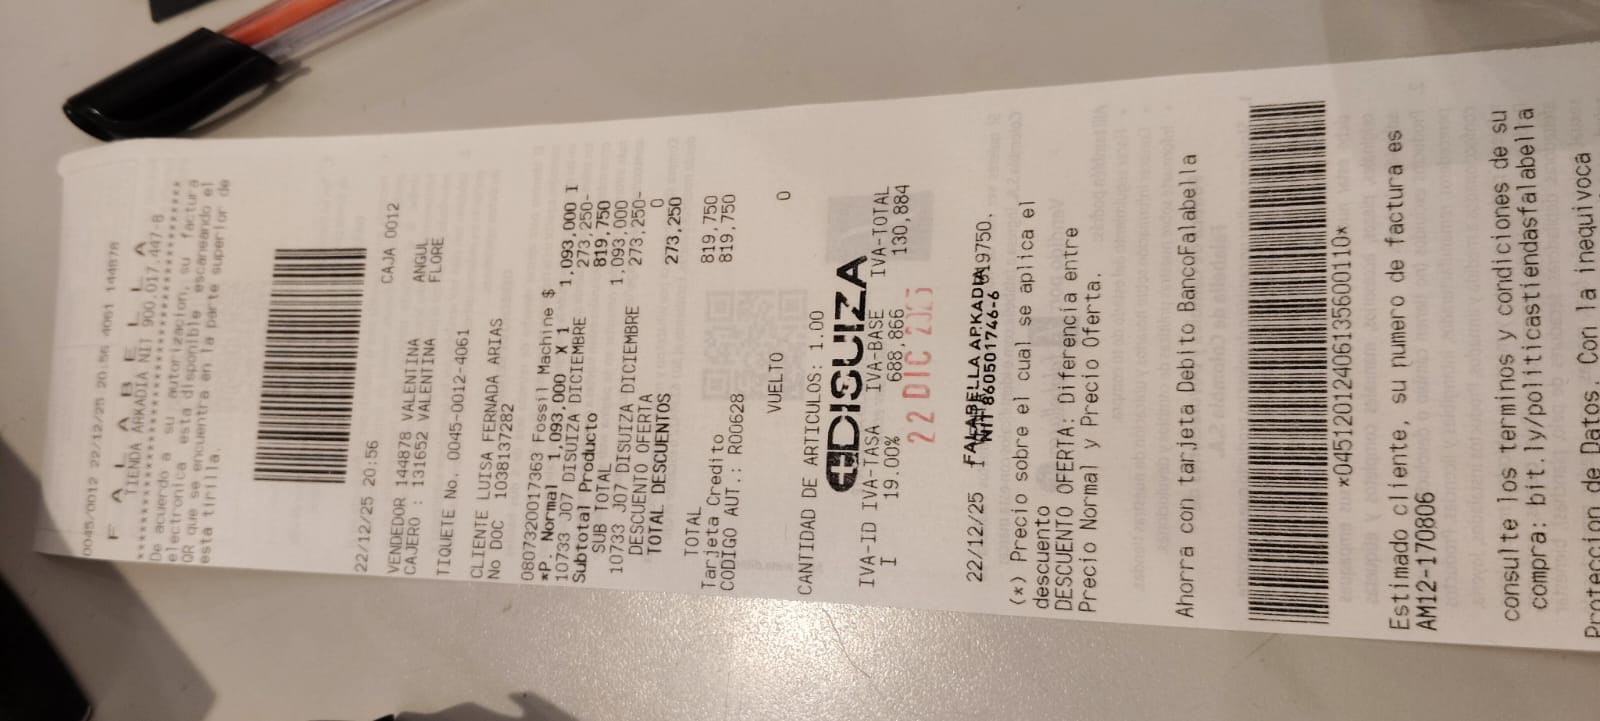 0045/0012 22/12/25 20:56 4061 144878
F A L A B E L L A
TIENDA ARKADIA NIT 900.017.447-8
De acuerdo a su autorizacion, su factura
electronica esta disponible escaneando el
QR que se encuentra en la parte superior de
esta tirilla.
22/12/25 20:56
VENDEDOR 144878 VALENTINA ANGUL
CAJERO : 131652 VALENTINA FLORE
CAJA 0012
TIQUETE No. 0045-0012-4061
CLIENTE LUISA FERNADA ARIAS
No DOC 1038137282
0807320017363 Fossil Machine $ 1.093,000 I
*P. Normal 1.093,000 X 1
10733 J07 DISUIZA DICIEMBRE 273,250-
Subtotal Producto 819,750
SUB TOTAL 1.093,000
10733 J07 DISUIZA DICIEMBRE 273,250-
DESCUENTO OFERTA 0
TOTAL DESCUENTOS 273,250
TOTAL 819,750
Tarjeta Credito 819,750
CODIGO AUT.: R00628
VUELTO 0
CANTIDAD DE ARTICULOS: 1.00
DISUIZA
IVA-ID IVA-TASA IVA-BASE IVA-TOTAL
I 19.00% 688,866 130,884
22 DIC
FALABELLA ARKADIA
NIT 860501746-6
22/12/25
(*) Precio sobre el cual se aplica el
descuento
DESCUENTO OFERTA: Diferencia entre
Precio Normal y Precio Oferta.
Ahorra con tarjeta Debito BancoFalabella
*045120122406135600110*
Estimado cliente, su numero de factura es
AM12-1708​06
consulte los terminos y condiciones de su
compra: bit.ly/politicastiendasfalabella
Proteccion de Datos. Con la inequivoca